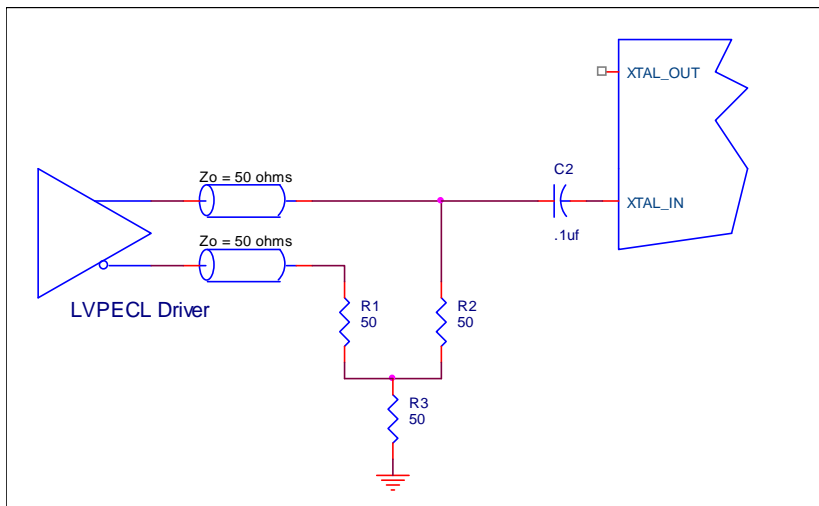 XTAL_OUT
Zo = 50 ohms
C2
XTAL_IN
.1uf
Zo = 50 ohms
LVPECL Driver
R1
50
R2
50
R3
50